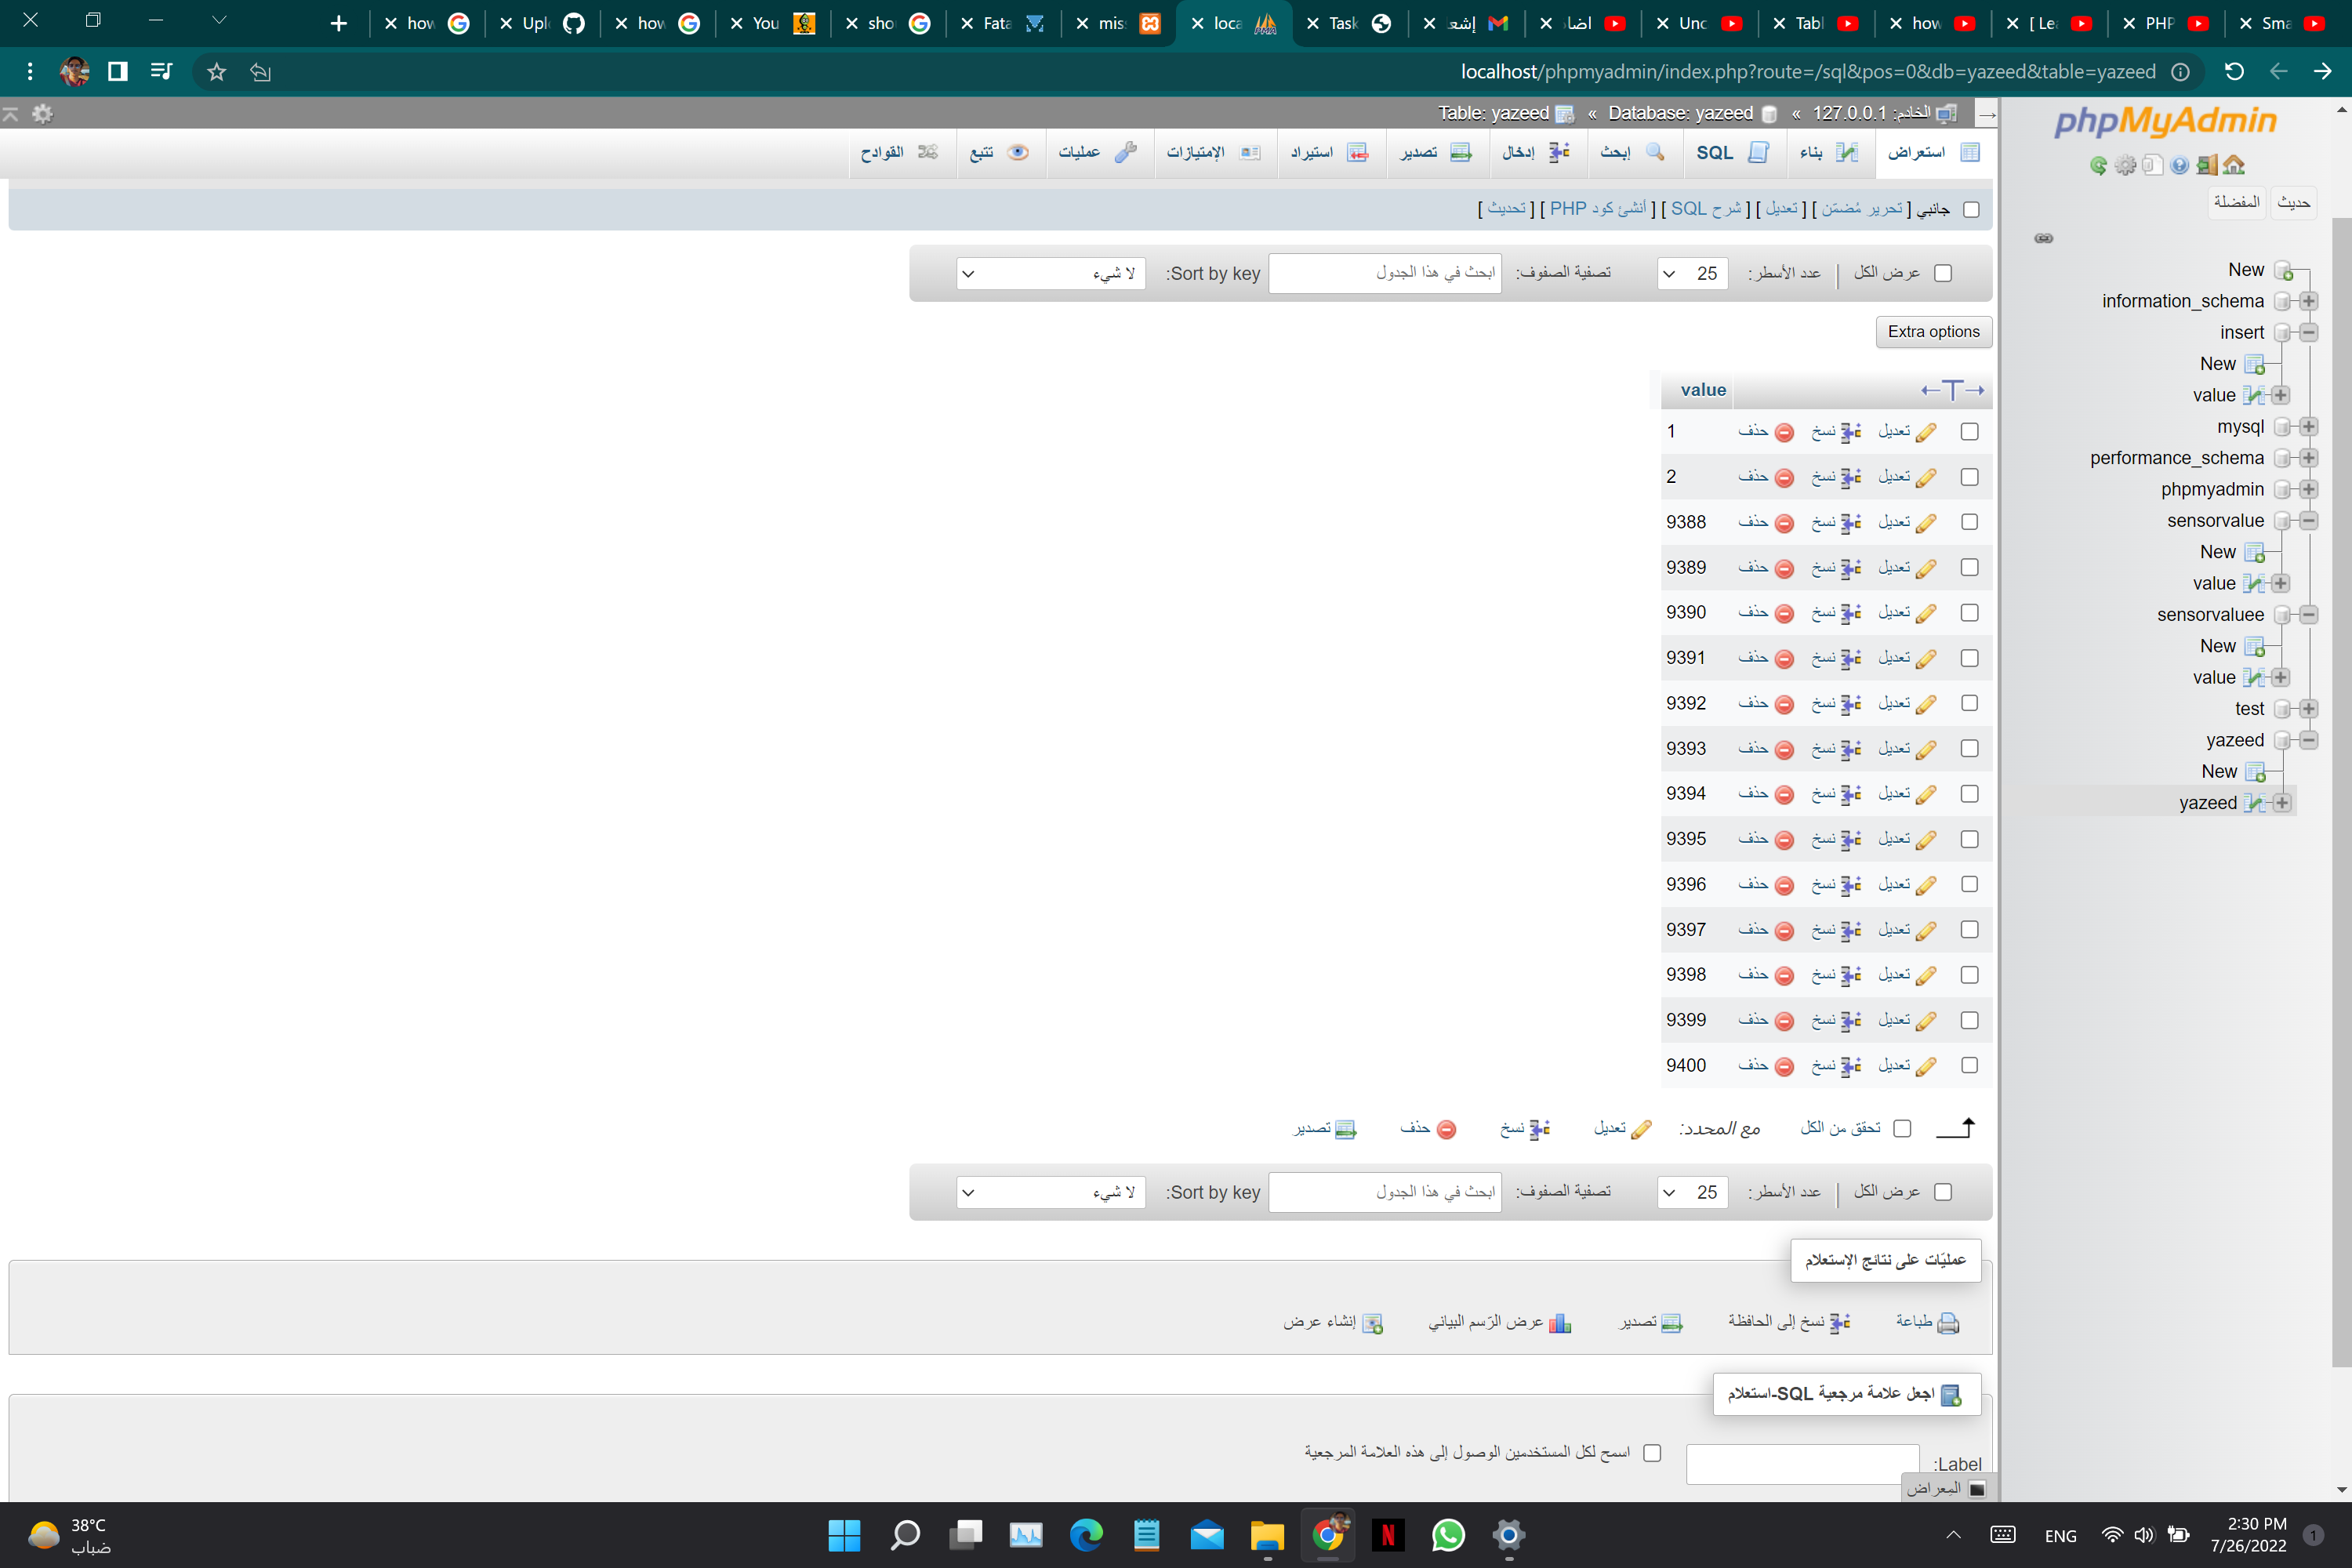 how
Upl
how
You
sho
Fata
mis
loca
Task
إشعا
اضا
Unc
Tabl
how
[ Le
PHP
Sma
localhost/phpmyadmin/index.php?route=/sql&pos=0&db=yazeed&table=yazeed
phpMyAdmin
حديث
المفضلة
New
information_schema
insert
New
value
mysql
performance_schema
phpmyadmin
sensorvalue
New
value
sensorvaluee
New
value
test
yazeed
New
yazeed
الخادم: 127.0.0.1 » Database: yazeed » Table: yazeed
استعراض بناء SQL إبحث إدخال تصدير استيراد الإمتيازات عمليات تتبع القوادح
جانبي [ تحرير مُضمّن ] [ تعديل ] [ شرح SQL ] [ أنشئ كود PHP ] [ تحديث ]
عرض الكل | عدد الأسطر: 25 تصفية الصفوف: ابحث في هذا الجدول Sort by key: لا شيء
Extra options
value
تعديل نسخ حذف 1
تعديل نسخ حذف 2
تعديل نسخ حذف 9388
تعديل نسخ حذف 9389
تعديل نسخ حذف 9390
تعديل نسخ حذف 9391
تعديل نسخ حذف 9392
تعديل نسخ حذف 9393
تعديل نسخ حذف 9394
تعديل نسخ حذف 9395
تعديل نسخ حذف 9396
تعديل نسخ حذف 9397
تعديل نسخ حذف 9398
تعديل نسخ حذف 9399
تعديل نسخ حذف 9400
تحقق من الكل مع المحدد: تعديل نسخ حذف تصدير
عرض الكل | عدد الأسطر: 25 تصفية الصفوف: ابحث في هذا الجدول Sort by key: لا شيء
عمليّات على نتائج الإستعلام
طباعة نسخ إلى الحافظة تصدير عرض الرّسم البياني إنشاء عرض
اجعل علامة مرجعية SQL-استعلام
Label: اسمح لكل المستخدمين الوصول إلى هذه العلامة المرجعية
المِعراض
38°C
ضباب
ENG
2:30 PM
7/26/2022
1